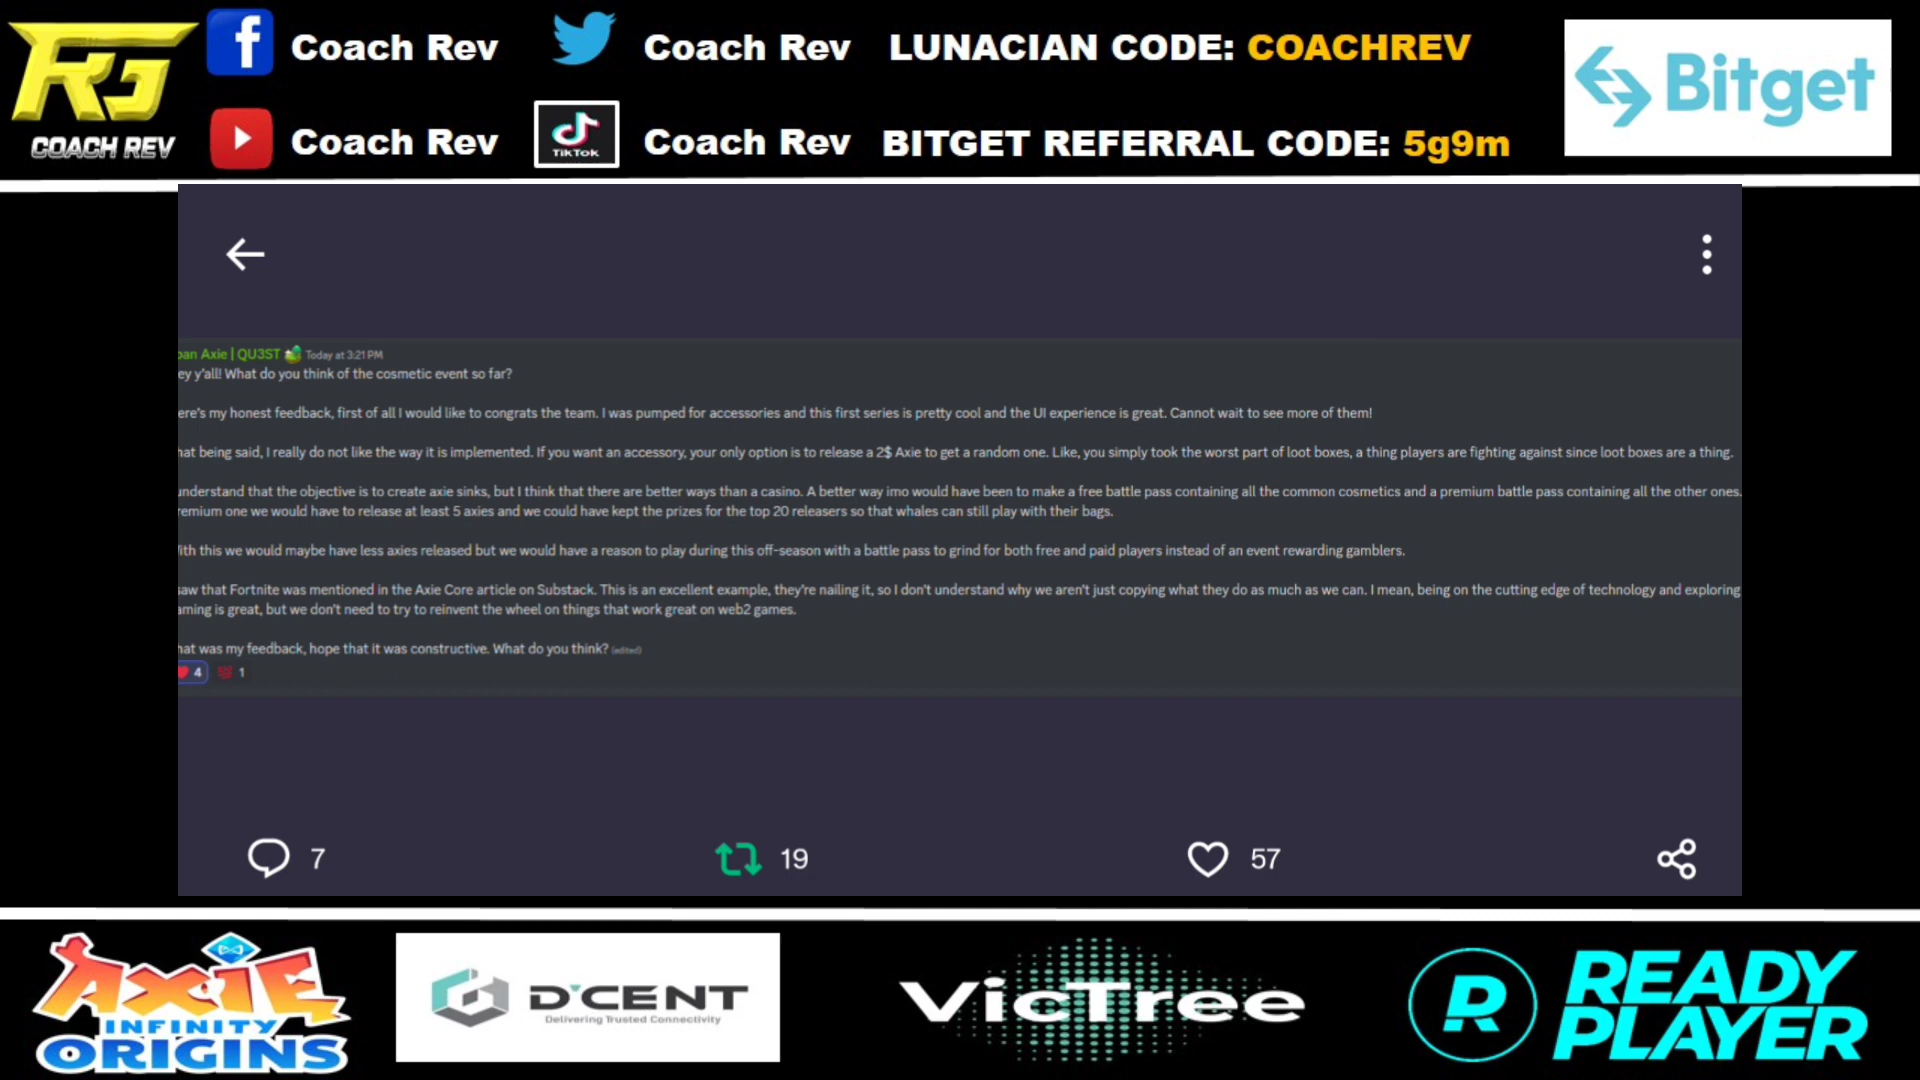 RG
COACH REV
Coach Rev
Coach Rev
LUNACIAN CODE: COACHREV
Bitget
Coach Rev
TikTok
Coach Rev
BITGET REFERRAL CODE: 5g9m
an Axie | QU3ST Today at 3:21 PM
ey y'all! What do you think of the cosmetic event so far?
ere's my honest feedback, first of all I would like to congrats the team. I was pumped for accessories and this first series is pretty cool and the UI experience is great. Cannot wait to see more of them!
hat being said, I really do not like the way it is implemented. If you want an accessory, your only option is to release a 2$ Axie to get a random one. Like, you simply took the worst part of loot boxes, a thing players are fighting against since loot boxes are a thing.
understand that the objective is to create axie sinks, but I think that there are better ways than a casino. A better way imo would have been to make a free battle pass containing all the common cosmetics and a premium battle pass containing all the other ones.
remium one we would have to release at least 5 axies and we could have kept the prizes for the top 20 releasers so that whales can still play with their bags.
ith this we would maybe have less axies released but we would have a reason to play during this off-season with a battle pass to grind for both free and paid players instead of an event rewarding gamblers.
saw that Fortnite was mentioned in the Axie Core article on Substack. This is an excellent example, they're nailing it, so I don't understand why we aren't just copying what they do as much as we can. I mean, being on the cutting edge of technology and exploring
aming is great, but we don't need to try to reinvent the wheel on things that work great on web2 games.
hat was my feedback, hope that it was constructive. What do you think? (edited)
4 1
7 19 57
AXIE
INFINITY
ORIGINS
D'CENT
Delivering Trusted Connectivity
VicTree
R
READY
PLAYER